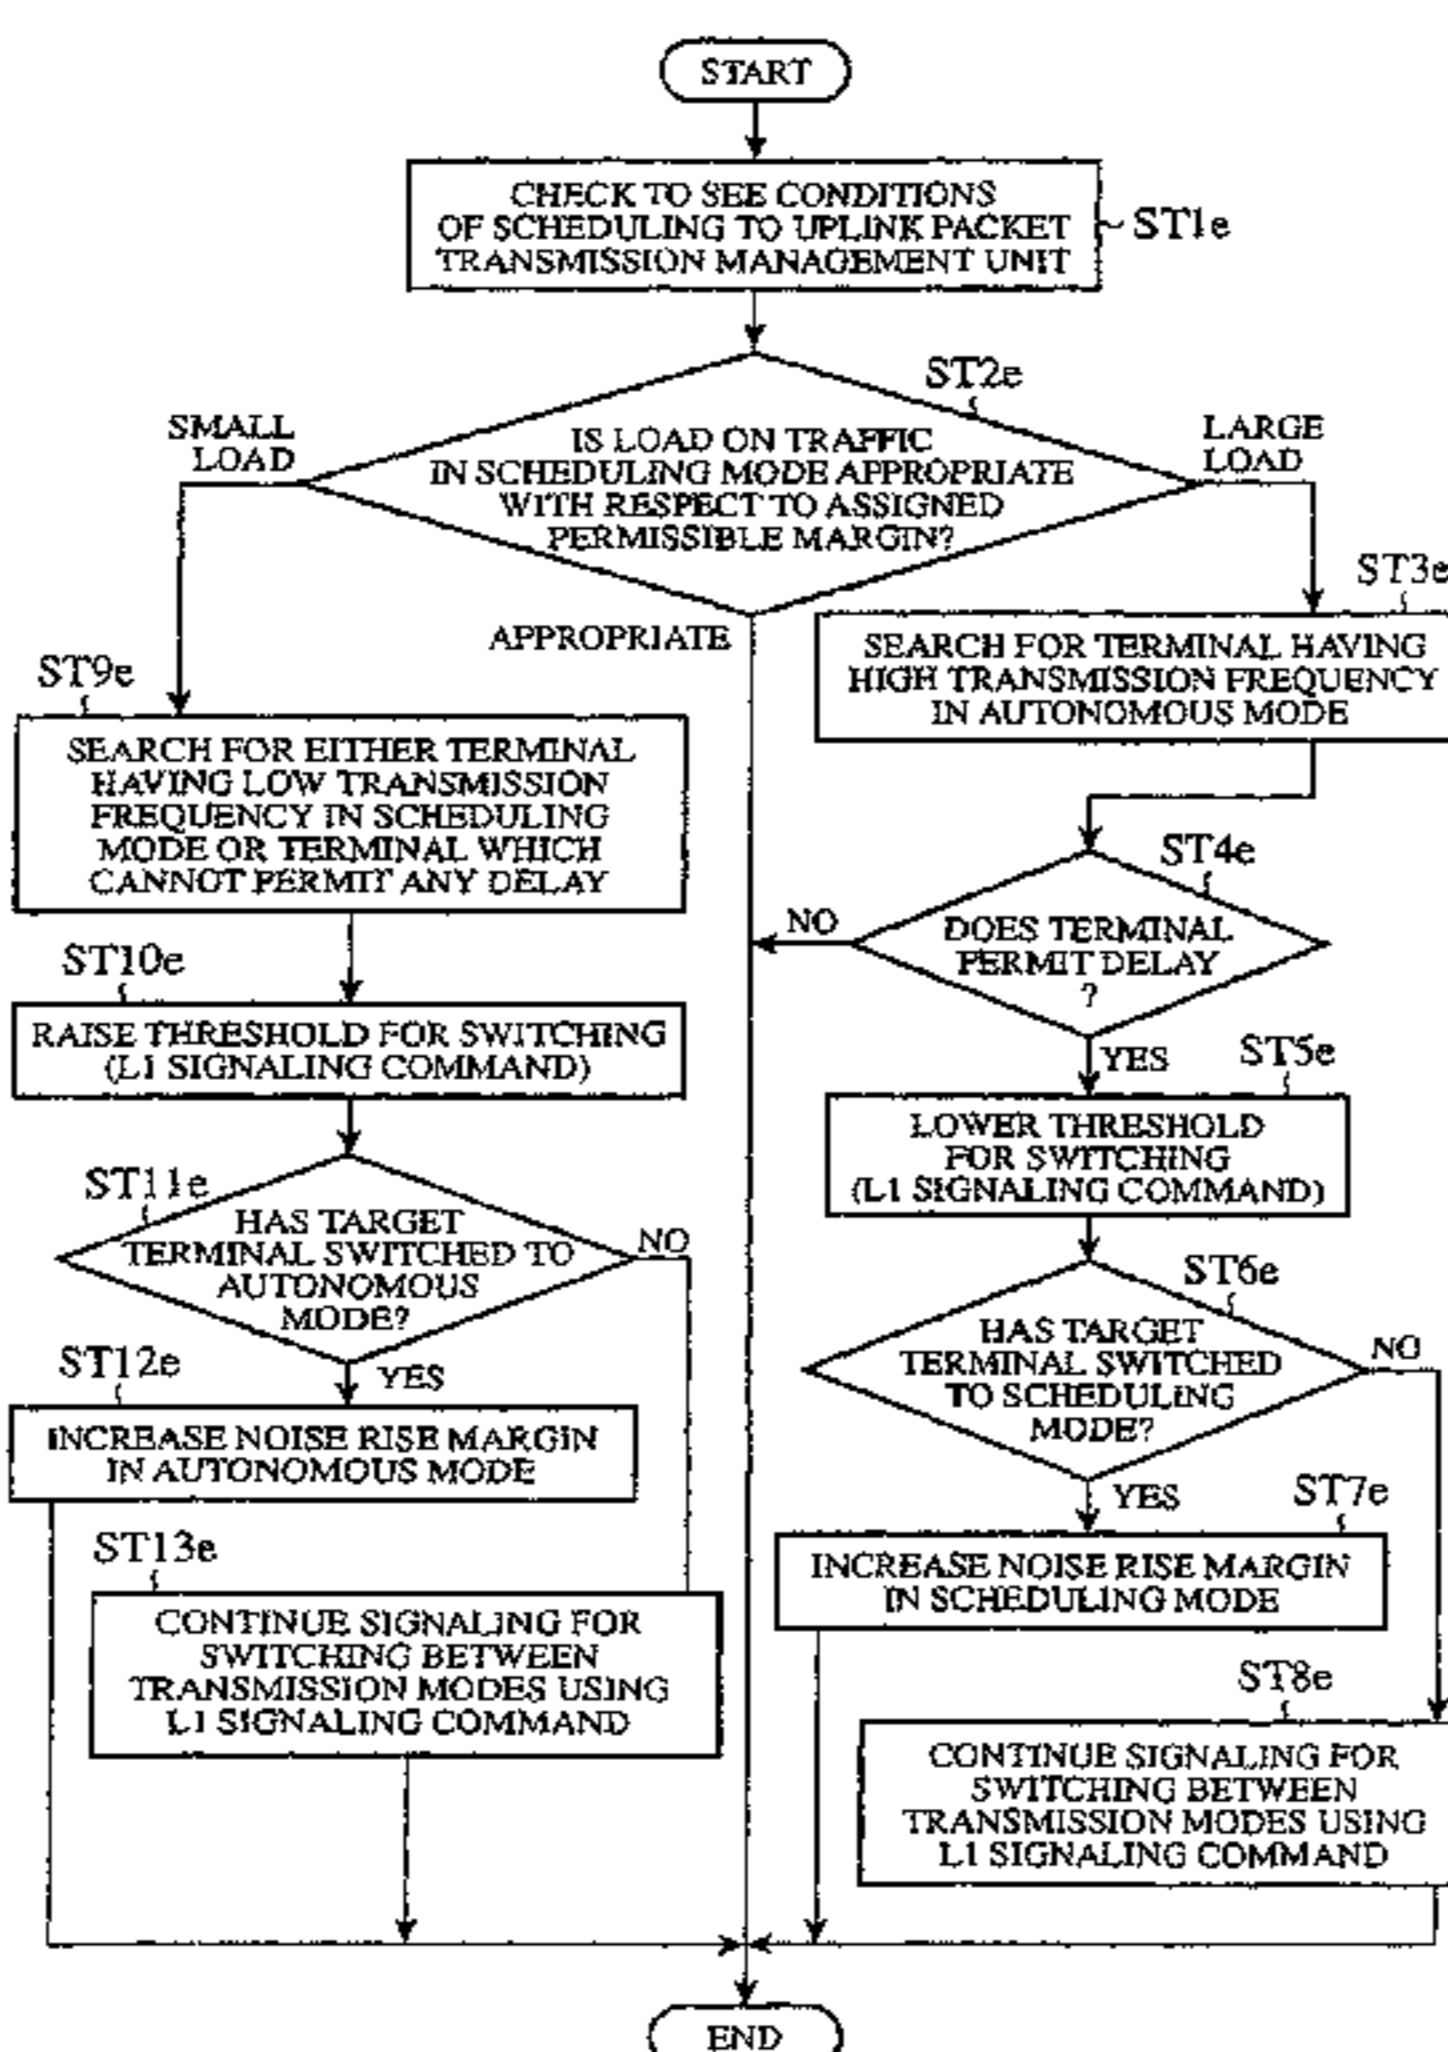 START
CHECK TO SEE CONDITIONS
OF SCHEDULING TO UPLINK PACKET
TRANSMISSION MANAGEMENT UNIT
ST1e
ST2e
SMALL
LOAD
IS LOAD ON TRAFFIC
IN SCHEDULING MODE APPROPRIATE
WITH RESPECT TO ASSIGNED
PERMISSIBLE MARGIN?
LARGE
LOAD
APPROPRIATE
ST3e
SEARCH FOR TERMINAL HAVING
HIGH TRANSMISSION FREQUENCY
IN AUTONOMOUS MODE
ST9e
SEARCH FOR EITHER TERMINAL
HAVING LOW TRANSMISSION
FREQUENCY IN SCHEDULING
MODE OR TERMINAL WHICH
CANNOT PERMIT ANY DELAY
ST4e
NO
DOES TERMINAL
PERMIT DELAY
?
YES
ST10e
RAISE THRESHOLD FOR SWITCHING
(L1 SIGNALING COMMAND)
ST5e
LOWER THRESHOLD
FOR SWITCHING
(L1 SIGNALING COMMAND)
ST11e
HAS TARGET
TERMINAL SWITCHED TO
AUTONOMOUS
MODE?
NO
YES
ST6e
HAS TARGET
TERMINAL SWITCHED
TO SCHEDULING
MODE?
NO
YES
ST12e
INCREASE NOISE RISE MARGIN
IN AUTONOMOUS MODE
ST7e
INCREASE NOISE RISE MARGIN
IN SCHEDULING MODE
ST13e
CONTINUE SIGNALING FOR
SWITCHING BETWEEN
TRANSMISSION MODES USING
L1 SIGNALING COMMAND
ST8e
CONTINUE SIGNALING FOR
SWITCHING BETWEEN
TRANSMISSION MODES USING
L1 SIGNALING COMMAND
END